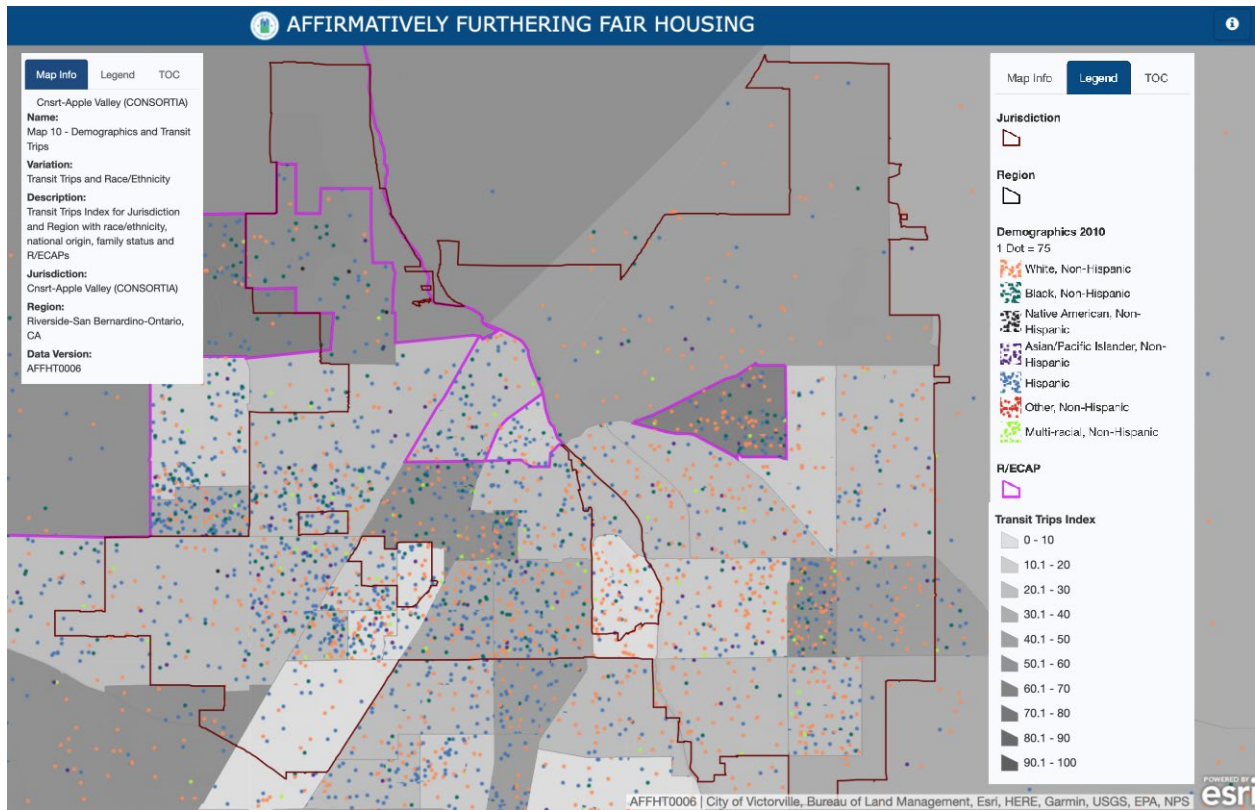 AFFIRMATIVELY FURTHERING FAIR HOUSING
Map Info Legend TOC
Cnsrt-Apple Valley (CONSORTIA)
Name:
Map 10 - Demographics and Transit
Trips
Variation:
Transit Trips and Race/Ethnicity
Description:
Transit Trips Index for Jurisdiction
and Region with race/ethnicity,
national origin, family status and
R/ECAPs
Jurisdiction:
Cnsrt-Apple Valley (CONSORTIA)
Region:
Riverside-San Bernardino-Ontario,
CA
Data Version:
AFFHT0006
Map Info Legend TOC
Jurisdiction
Region
Demographics 2010
1 Dot = 75
White, Non-Hispanic
Black, Non-Hispanic
Native American, Non-
Hispanic
Asian/Pacific Islander, Non-
Hispanic
Hispanic
Other, Non-Hispanic
Multi-racial, Non-Hispanic
R/ECAP
Transit Trips Index
0 - 10
10.1 - 20
20.1 - 30
30.1 - 40
40.1 - 50
50.1 - 60
60.1 - 70
70.1 - 80
80.1 - 90
90.1 - 100
AFFHT0006 | City of Victorville, Bureau of Land Management, Esri, HERE, Garmin, USGS, EPA, NPS
POWERED BY
esri